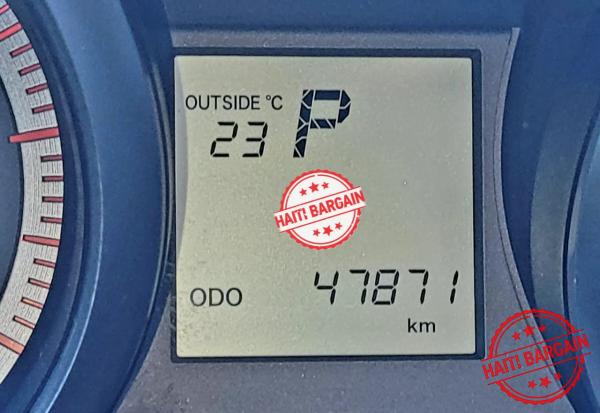 OUTSIDE °C
23 P
HAITI BARGAIN
ODO 47871
km
HAITI BARGAIN